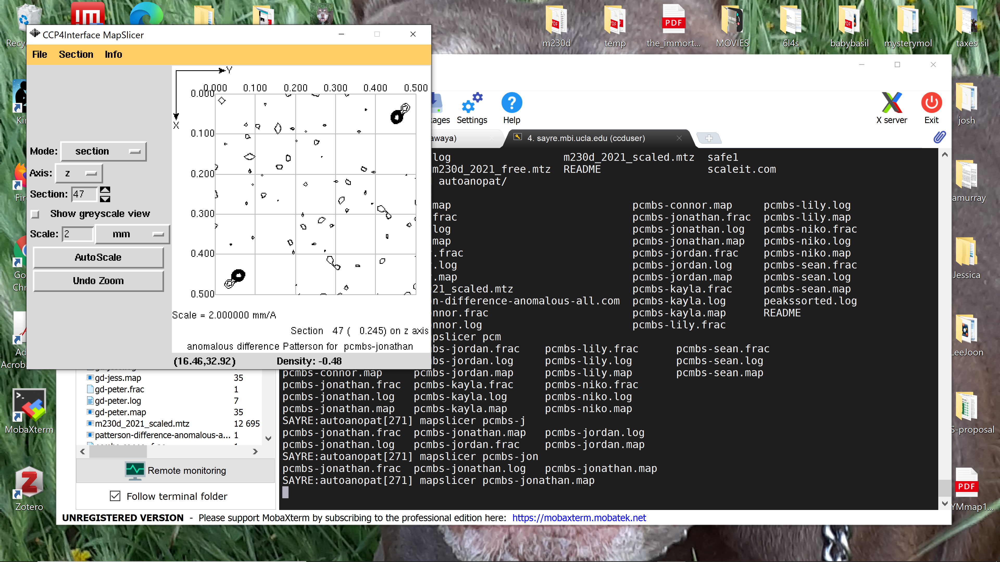 Recy
m230d
temp
the_immort...
MOVIES
6l4s
babybasil
mysterymol
taxes
CCP4Interface MapSlicer
File Section Info
Y
X
0.000 0.100 0.200 0.300 0.400 0.500
0.000
0.100
0.200
0.300
0.400
0.500
Mode: section
Axis: z
Section: 47
Show greyscale view
Scale: 2 mm
AutoScale
Undo Zoom
Scale = 2.000000 mm/A
Section 47 ( 0.245) on z axis
anomalous difference Patterson for pcmbs-jonathan
(16.46,32.92) Density: -0.48
Kin
Fir
Go
Chr
Ad
Acrob
MobaXterm
Zotero
kages
Settings
Help
X server
Exit
awaya)
4. sayre.mbi.ucla.edu (ccduser)
log m230d_2021_scaled.mtz safe1
m230d_2021_free.mtz README scaleit.com
autoanopat/
map pcmbs-connor.map pcmbs-lily.log
frac pcmbs-jonathan.frac pcmbs-lily.map
log pcmbs-jonathan.log pcmbs-niko.frac
map pcmbs-jonathan.map pcmbs-niko.log
.frac pcmbs-jordan.frac pcmbs-niko.map
.log pcmbs-jordan.log pcmbs-sean.frac
.map pcmbs-jordan.map pcmbs-sean.log
21_scaled.mtz pcmbs-kayla.frac pcmbs-sean.map
n-difference-anomalous-all.com pcmbs-kayla.log peakssorted.log
nnor.frac pcmbs-kayla.map README
nnor.log pcmbs-lily.frac
pslicer pcm
bs-jordan.frac pcmbs-lily.frac pcmbs-sean.frac
bs-jordan.log pcmbs-lily.log pcmbs-sean.log
pcmbs-connor.map pcmbs-jordan.map pcmbs-lily.map pcmbs-sean.map
pcmbs-jonathan.frac pcmbs-kayla.frac pcmbs-niko.frac
pcmbs-jonathan.log pcmbs-kayla.log pcmbs-niko.log
pcmbs-jonathan.map pcmbs-kayla.map pcmbs-niko.map
SAYRE:autoanopat[271] mapslicer pcmbs-j
pcmbs-jonathan.frac pcmbs-jonathan.map pcmbs-jordan.log
pcmbs-jonathan.log pcmbs-jordan.frac pcmbs-jordan.map
SAYRE:autoanopat[271] mapslicer pcmbs-jon
pcmbs-jonathan.frac pcmbs-jonathan.log pcmbs-jonathan.map
SAYRE:autoanopat[271] mapslicer pcmbs-jonathan.map
gd-jess.map 35
gd-peter.frac 1
gd-peter.log 7
gd-peter.map 35
m230d_2021_scaled.mtz 12 695
patterson-difference-anomalous-a... 1
Remote monitoring
Follow terminal folder
UNREGISTERED VERSION - Please support MobaXterm by subscribing to the professional edition here: https://mobaxterm.mobatek.net
josh
amurray
Jessica
LeeJoon
S-proposal
YMmap1...
PDF
PDF